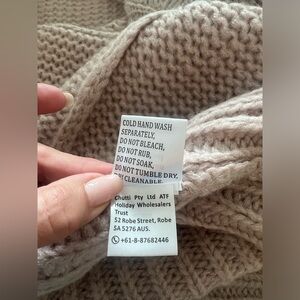 COLD HAND WASH
SEPARATELY,
DO NOT BLEACH,
DO NOT RUB,
DO NOT SOAK,
DO NOT TUMBLE DRY,
CLEANABLE
Chutti Pty Ltd ATF
Holiday Wholesalers
Trust
52 Robe Street, Robe
SA 5276 AUS.
+61-8-87682446